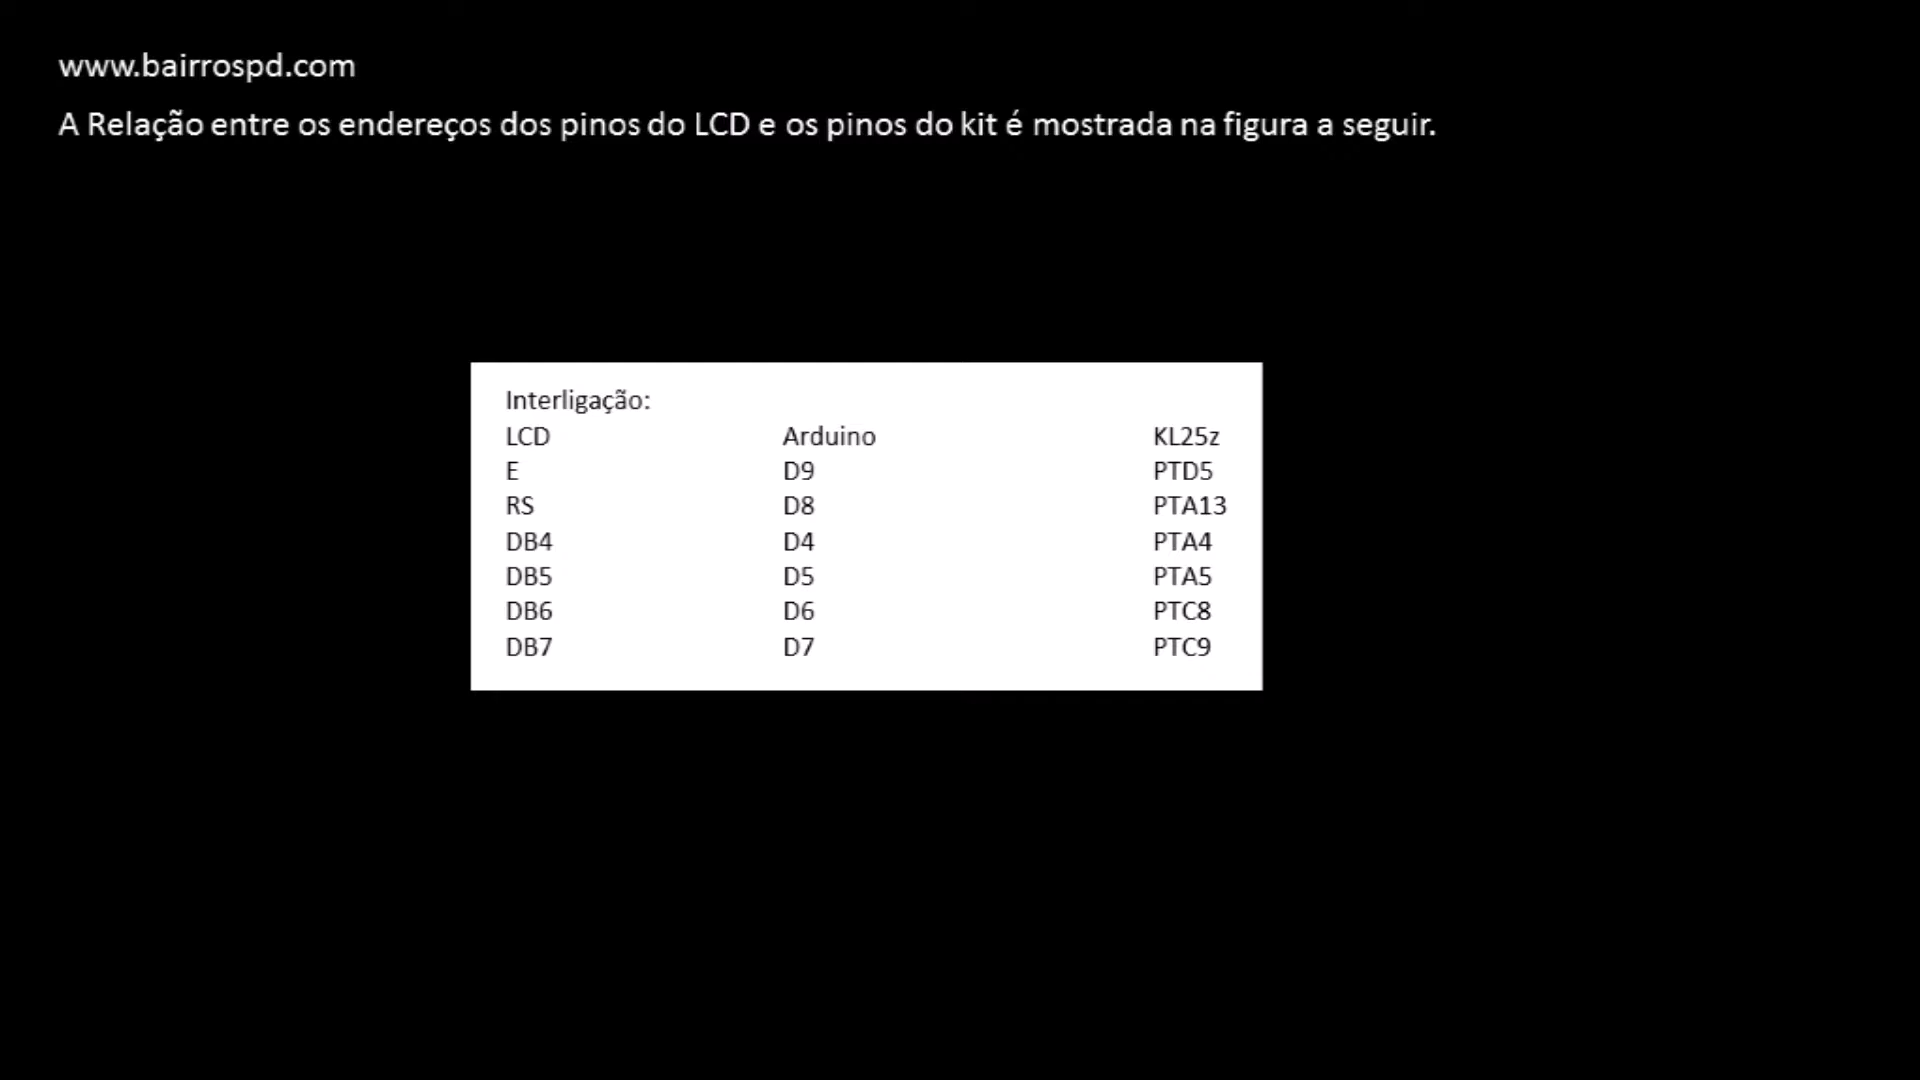 www.bairrospd.com
A Relação entre os endereços dos pinos do LCD e os pinos do kit é mostrada na figura a seguir.
Interligação:
LCD Arduino KL25z
E D9 PTD5
RS D8 PTA13
DB4 D4 PTA4
DB5 D5 PTA5
DB6 D6 PTC8
DB7 D7 PTC9